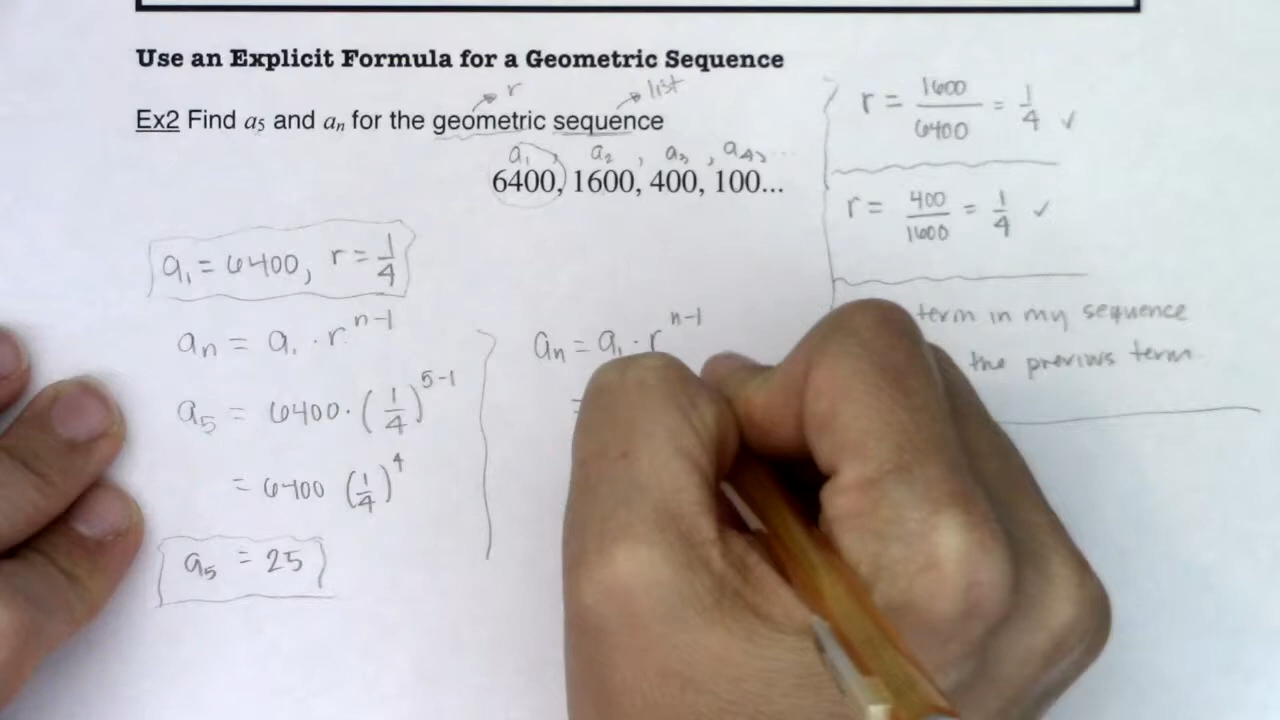 Use an Explicit Formula for a Geometric Sequence
r list
Ex2 Find a₅ and aₙ for the geometric sequence
a₁, a₂, a₃, a₄, ...
6400, 1600, 400, 100...
a₁ = 6400, r = 1/4
aₙ = a₁ · r^(n-1)
a₅ = 6400 · (1/4)^(5-1)
= 6400 (1/4)^4
a₅ = 25
aₙ = a₁ · r^(n-1)
=
r = 1600/6400 = 1/4 ✓
r = 400/1600 = 1/4 ✓
term in my sequence
the previous term